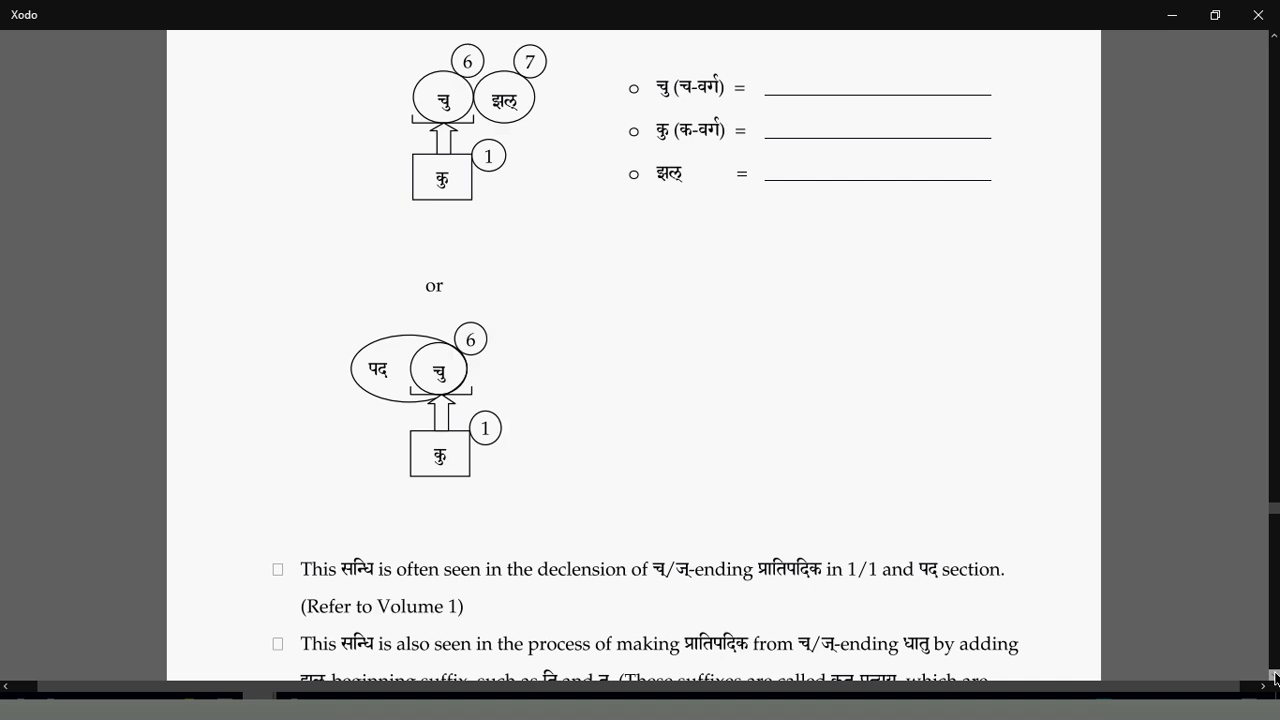 Xodo
6 7
चु झल्
1
कु
चु (च-वर्ग) =
कु (क-वर्ग) =
झल् =
or
6
पद चु
1
कु
This सन्धि is often seen in the declension of च्/ज्-ending प्रातिपदिक in 1/1 and पद section.
(Refer to Volume 1)
This सन्धि is also seen in the process of making प्रातिपदिक from च्/ज्-ending धातु by adding